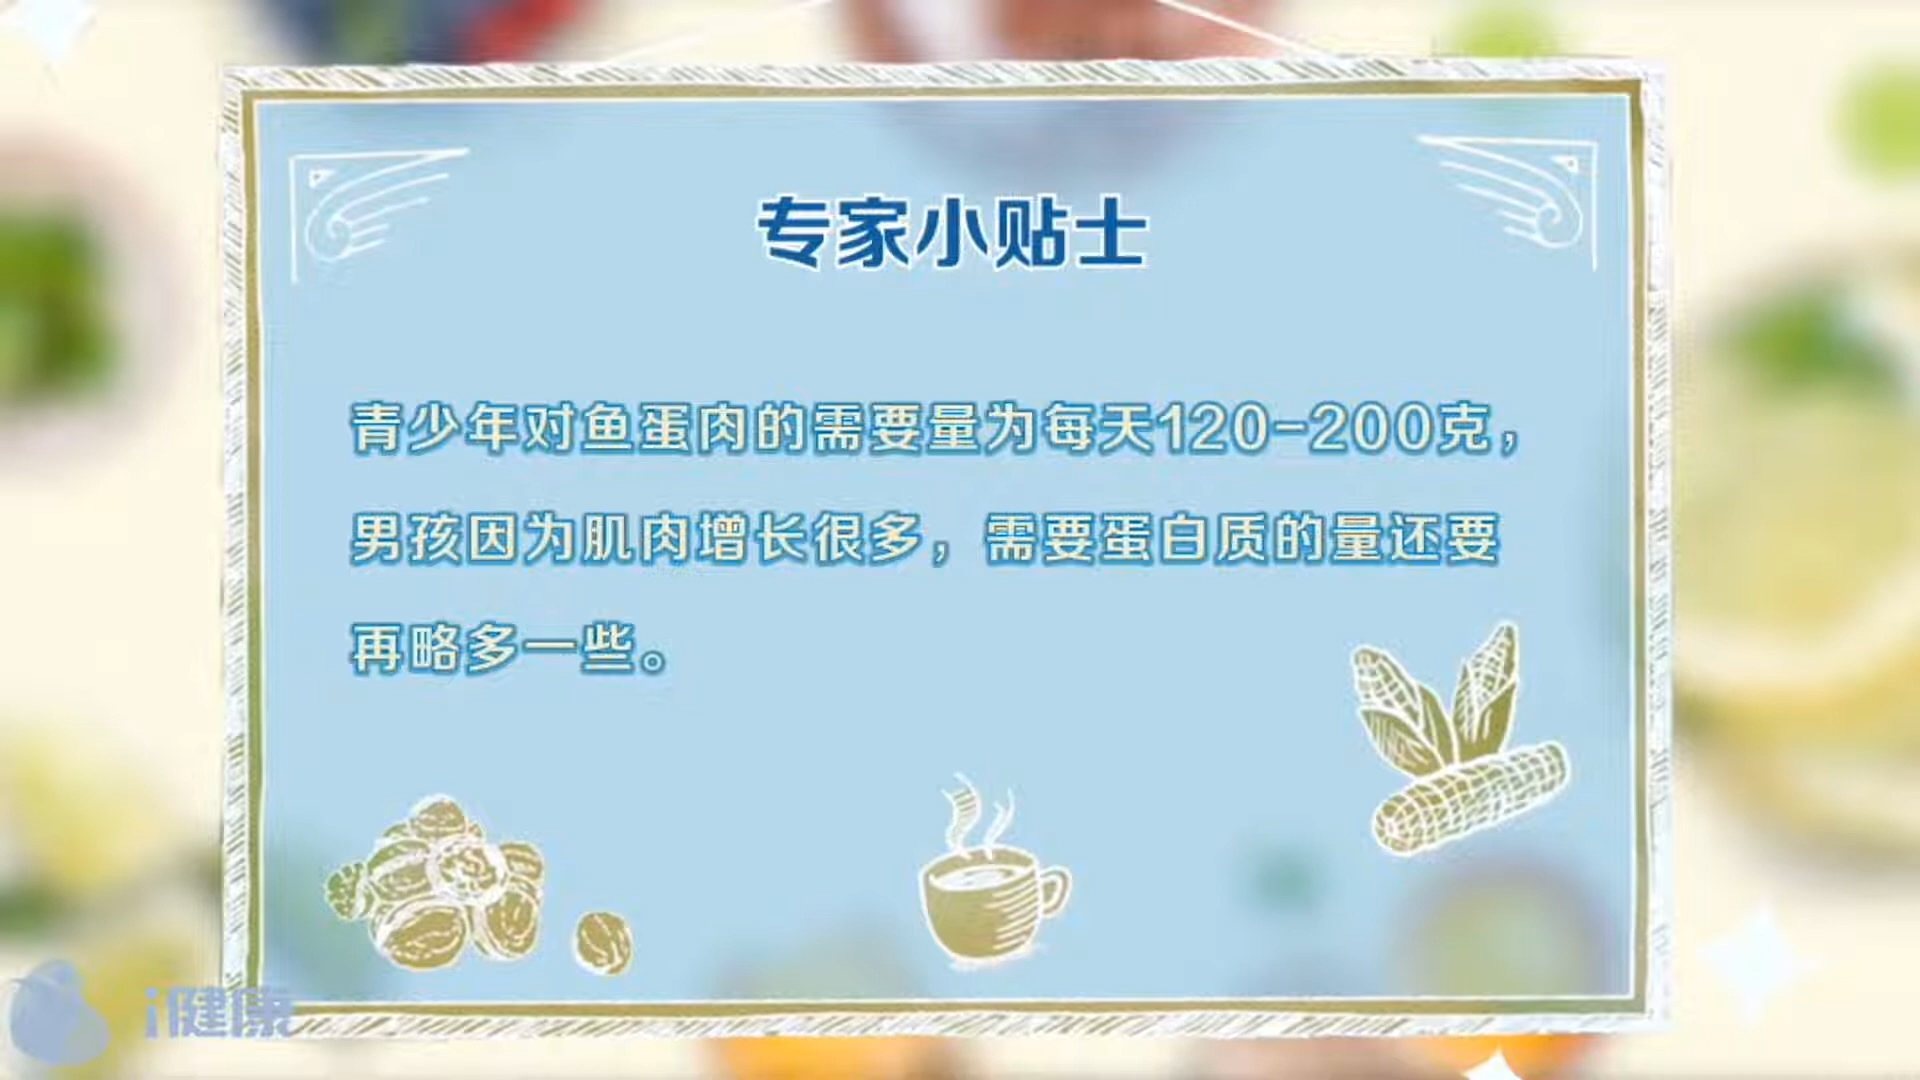 专家小贴士
青少年对鱼蛋肉的需要量为每天120-200克，
男孩因为肌肉增长很多，需要蛋白质的量还要
再略多一些。
i健康